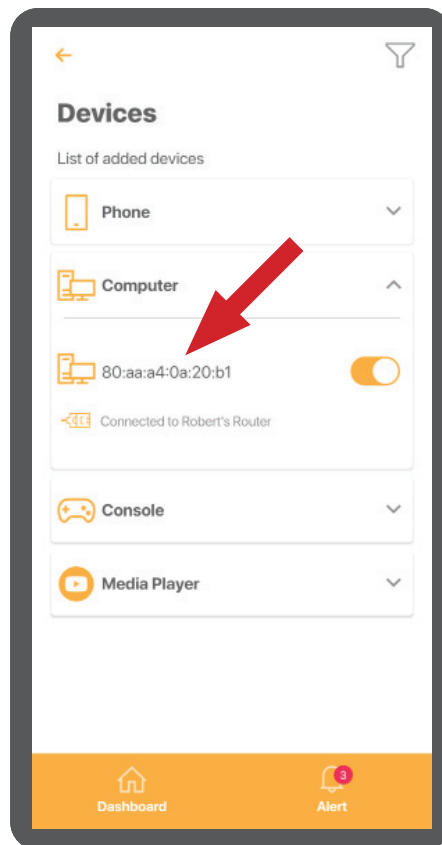 Devices
List of added devices
Phone
Computer
80:aa:a4:0a:20:b1
Connected to Robert's Router
Console
Media Player
3
Dashboard
Alert